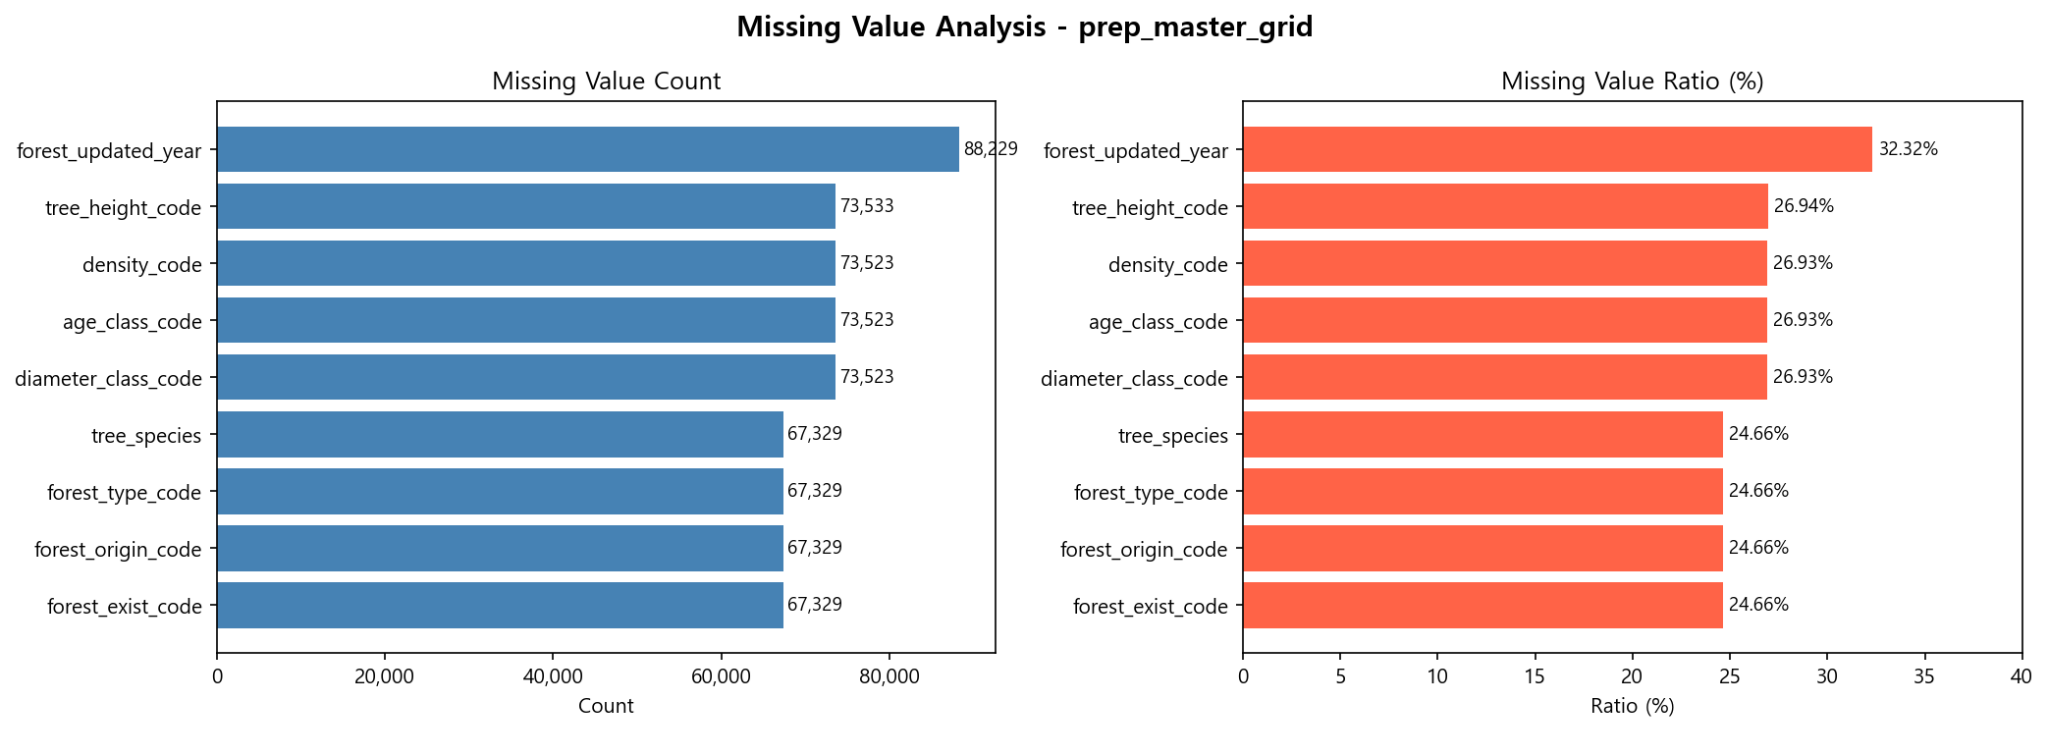 Missing Value Analysis - prep_master_grid
Missing Value Count
forest_updated_year 88,229
tree_height_code 73,533
density_code 73,523
age_class_code 73,523
diameter_class_code 73,523
tree_species 67,329
forest_type_code 67,329
forest_origin_code 67,329
forest_exist_code 67,329
0 20,000 40,000 60,000 80,000
Count
Missing Value Ratio (%)
forest_updated_year 32.32%
tree_height_code 26.94%
density_code 26.93%
age_class_code 26.93%
diameter_class_code 26.93%
tree_species 24.66%
forest_type_code 24.66%
forest_origin_code 24.66%
forest_exist_code 24.66%
0 5 10 15 20 25 30 35 40
Ratio (%)